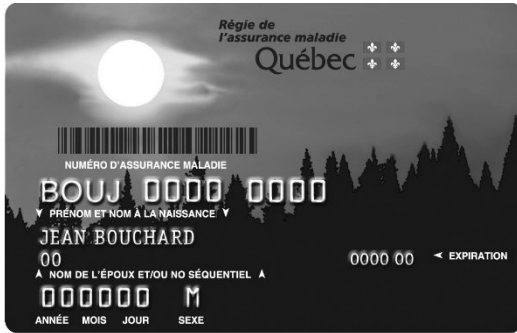 Régie de
l'assurance maladie
Québec
NUMÉRO D'ASSURANCE MALADIE
BOUJ 0000 0000
PRÉNOM ET NOM À LA NAISSANCE
JEAN BOUCHARD
00
0000 00 EXPIRATION
NOM DE L'ÉPOUX ET/OU NO SÉQUENTIEL
000000 M
ANNÉE MOIS JOUR SEXE